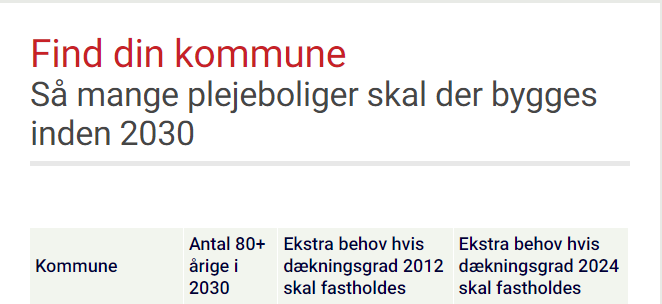 Find din kommune
Så mange plejeboliger skal der bygges
inden 2030
Kommune
Antal 80+
årige i
2030
Ekstra behov hvis
dækningsgrad 2012
skal fastholdes
Ekstra behov hvis
dækningsgrad 2024
skal fastholdes